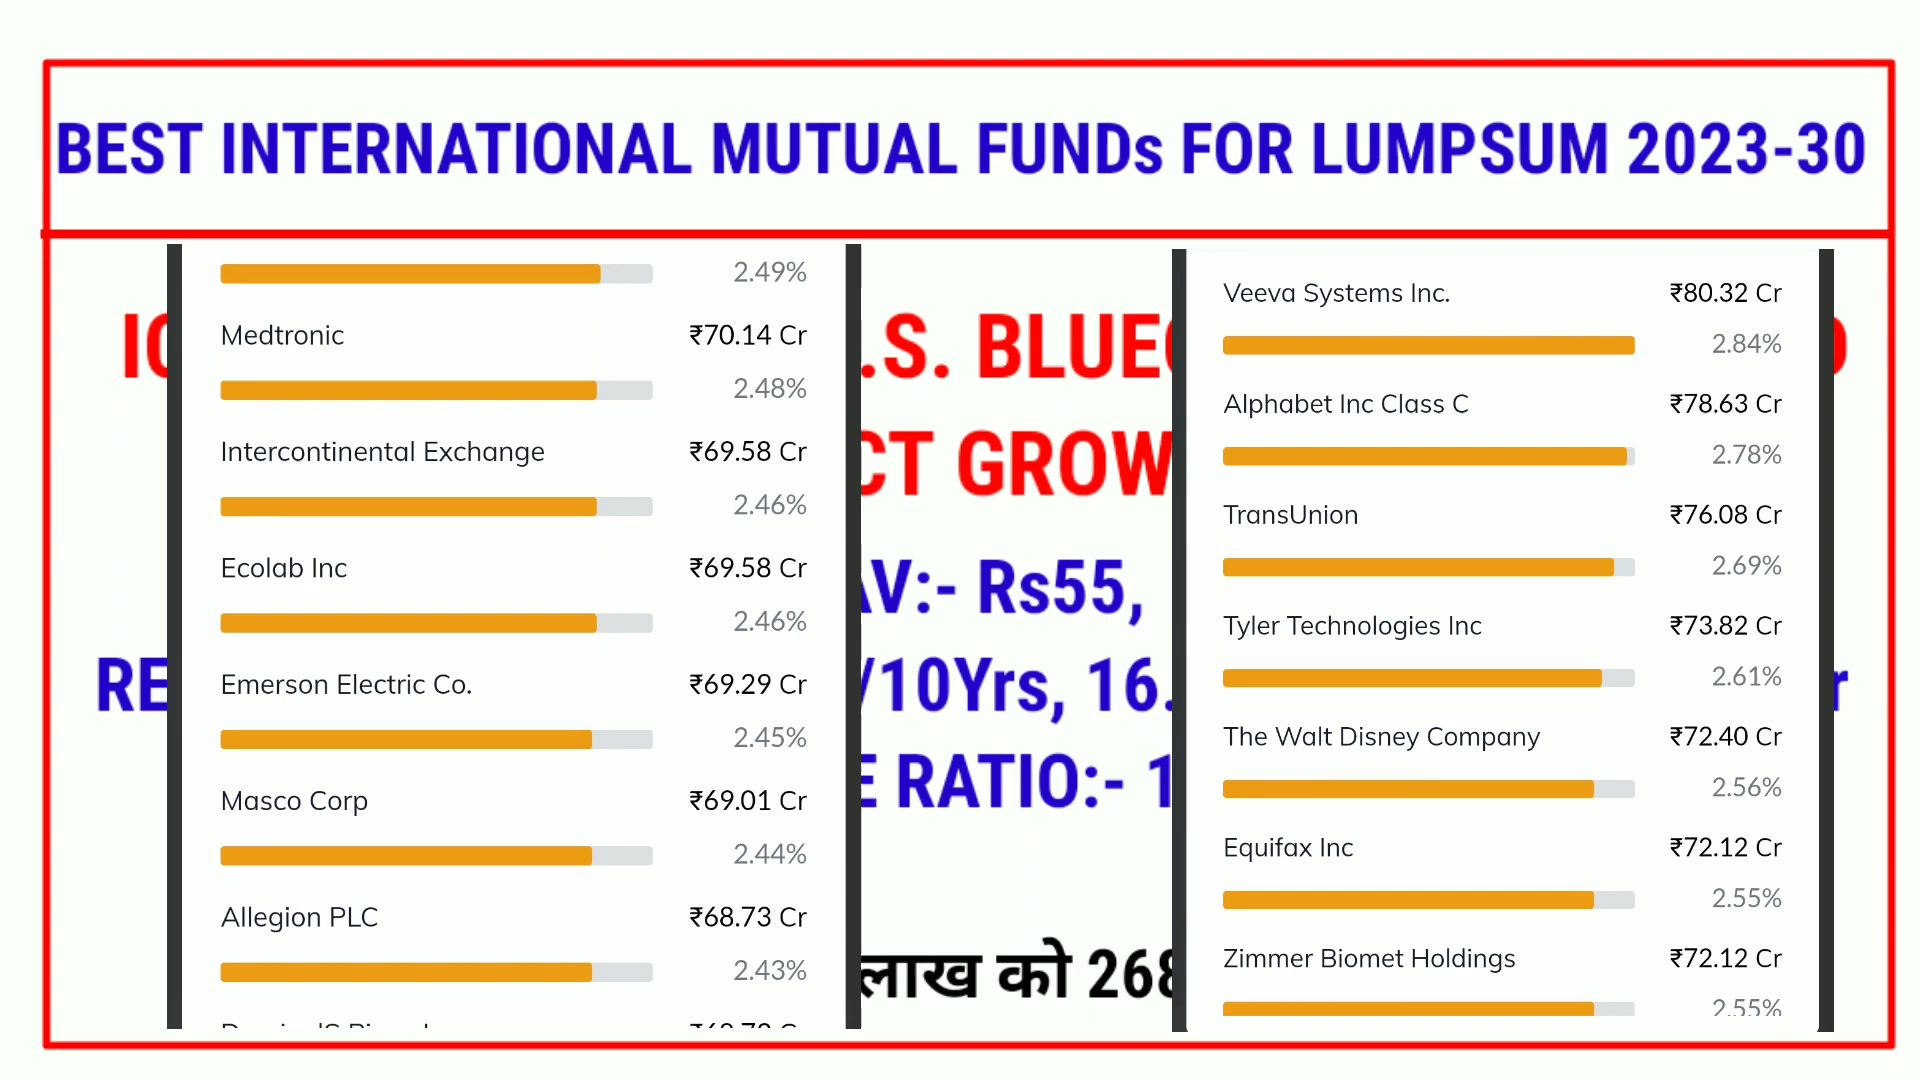 BEST INTERNATIONAL MUTUAL FUNDs FOR LUMPSUM 2023-30
2.49%
Medtronic ₹70.14 Cr
2.48%
Intercontinental Exchange ₹69.58 Cr
2.46%
Ecolab Inc ₹69.58 Cr
2.46%
Emerson Electric Co. ₹69.29 Cr
2.45%
Masco Corp ₹69.01 Cr
2.44%
Allegion PLC ₹68.73 Cr
2.43%
.S. BLUE
CT GROW
AV:- Rs55,
RE /10Yrs, 16. r
E RATIO:- 1
लाख को 268
Veeva Systems Inc. ₹80.32 Cr
2.84%
Alphabet Inc Class C ₹78.63 Cr
2.78%
TransUnion ₹76.08 Cr
2.69%
Tyler Technologies Inc ₹73.82 Cr
2.61%
The Walt Disney Company ₹72.40 Cr
2.56%
Equifax Inc ₹72.12 Cr
2.55%
Zimmer Biomet Holdings ₹72.12 Cr
2.55%